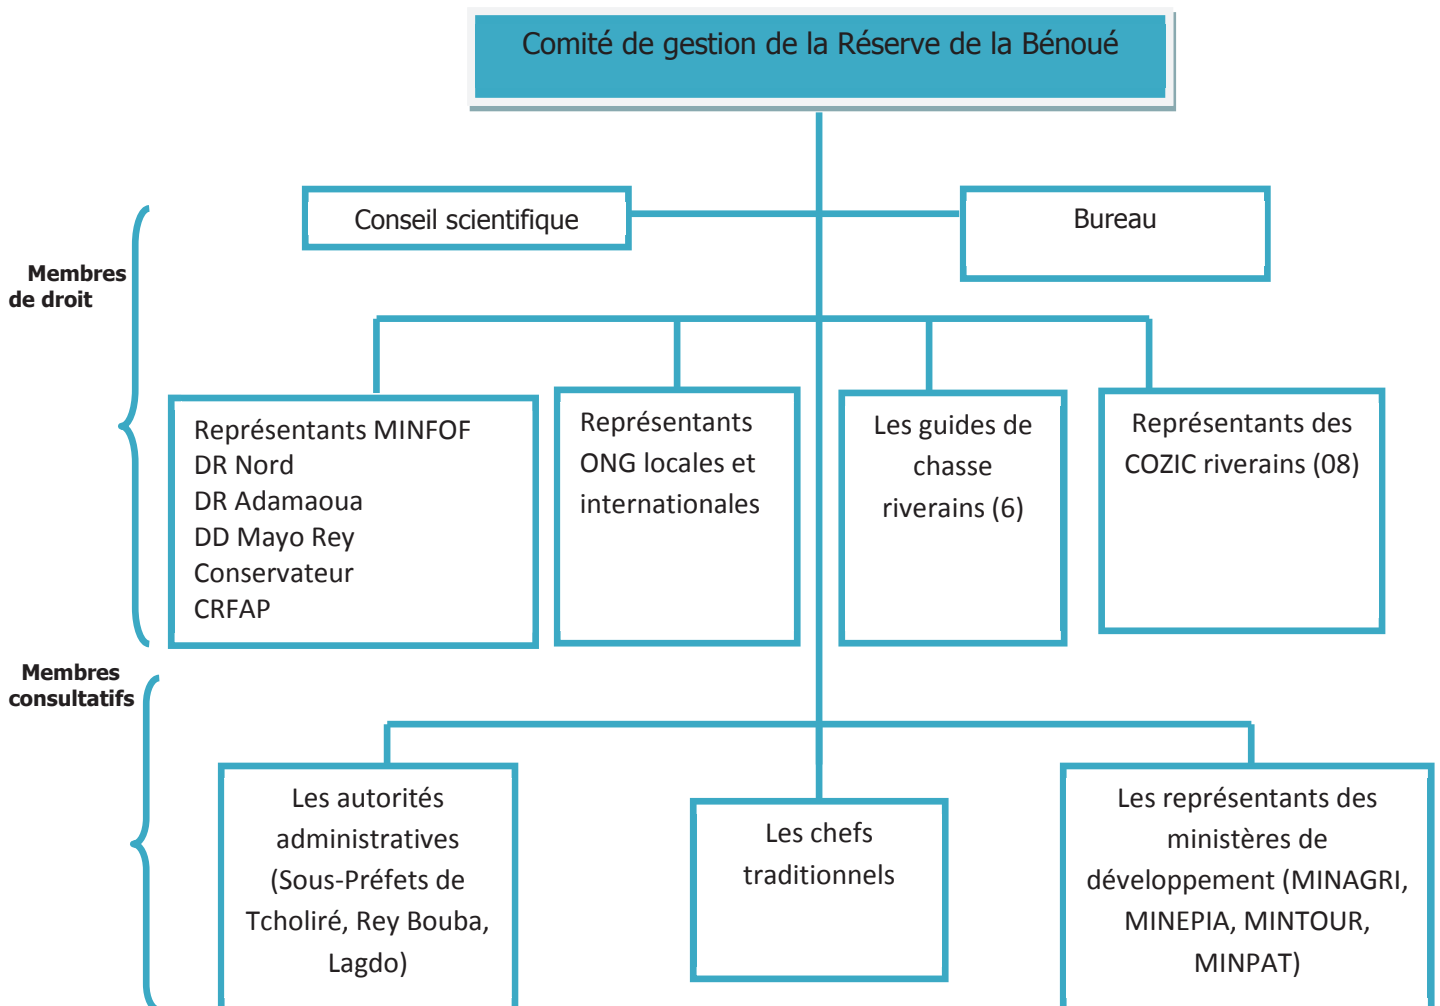 Comité de gestion de la Réserve de la Bénoué
Conseil scientifique
Bureau
Membres
de droit
Représentants MINFOF
DR Nord
DR Adamaoua
DD Mayo Rey
Conservateur
CRFAP
Représentants
ONG locales et
internationales
Les guides de
chasse
riverains (6)
Représentants des
COZIC riverains (08)
Membres
consultatifs
Les autorités
administratives
(Sous-Préfets de
Tcholiré, Rey Bouba,
Lagdo)
Les chefs
traditionnels
Les représentants des
ministères de
développement (MINAGRI,
MINEPIA, MINTOUR,
MINPAT)